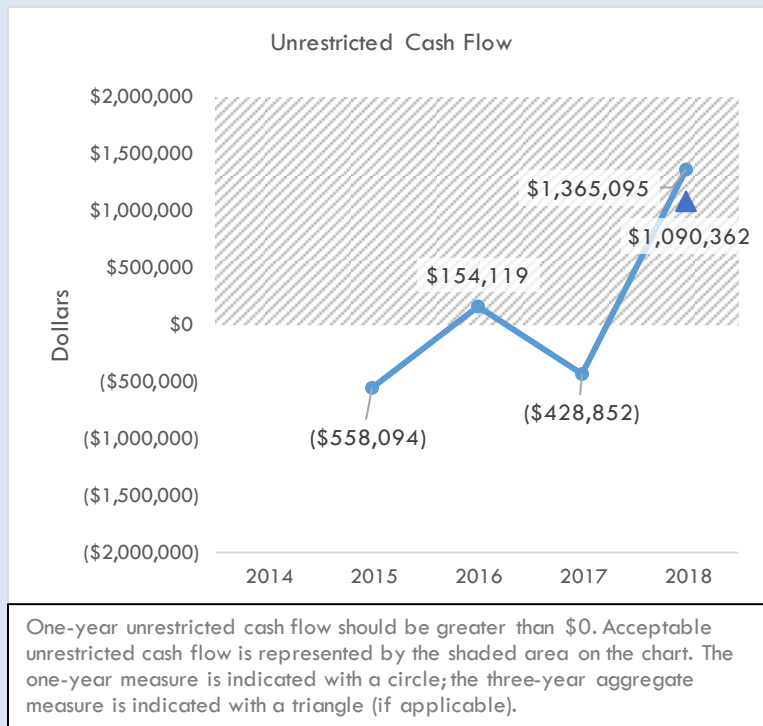 Unrestricted Cash Flow
$2,000,000
$1,500,000
$1,000,000
$500,000
$0
($500,000)
($1,000,000)
($1,500,000)
($2,000,000)
Dollars
$1,365,095
$1,090,362
$154,119
($428,852)
($558,094)
2014 2015 2016 2017 2018
One-year unrestricted cash flow should be greater than $0. Acceptable
unrestricted cash flow is represented by the shaded area on the chart. The
one-year measure is indicated with a circle; the three-year aggregate
measure is indicated with a triangle (if applicable).